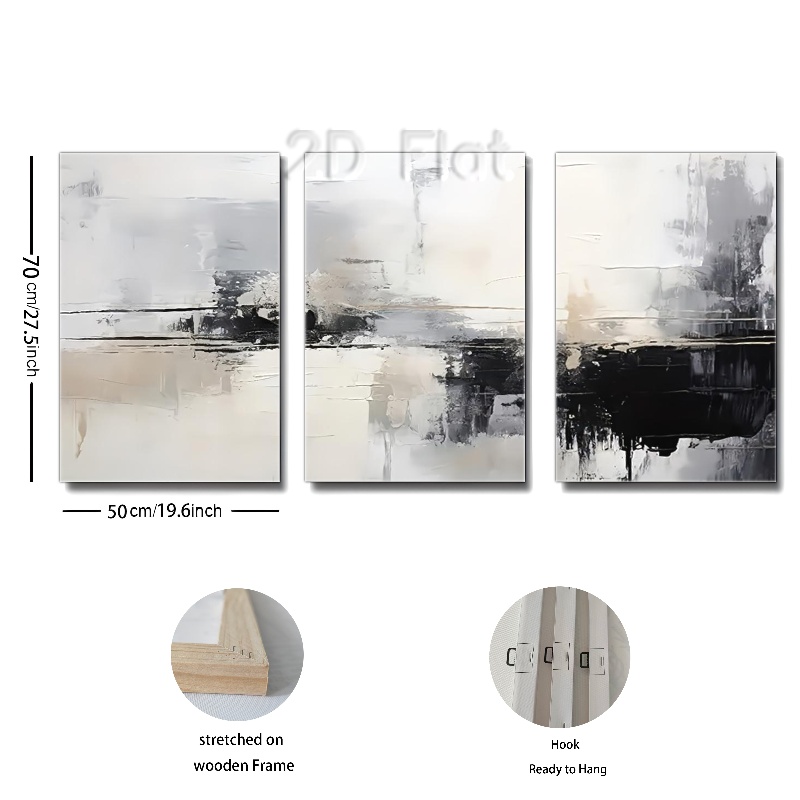 2D Flat
70 cm/27.5inch
50cm/19.6inch
stretched on
wooden Frame
Hook
Ready to Hang